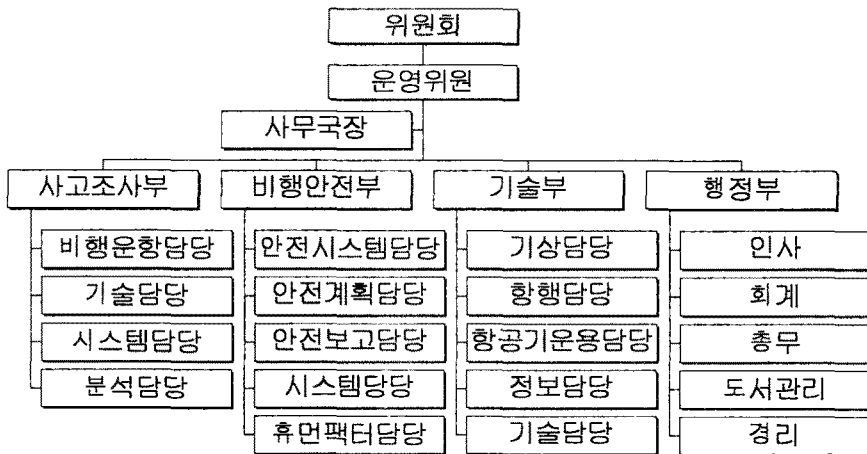 위원회
운영위원
사무국장
사고조사부 비행안전부 기술부 행정부
비행운항담당 안전시스템담당 기상담당 인사
기술담당 안전계획담당 항행담당 회계
시스템담당 안전보고담당 항공기운용담당 총무
분석담당 시스템당당 정보담당 도서관리
휴먼팩터담당 기술담당 경리